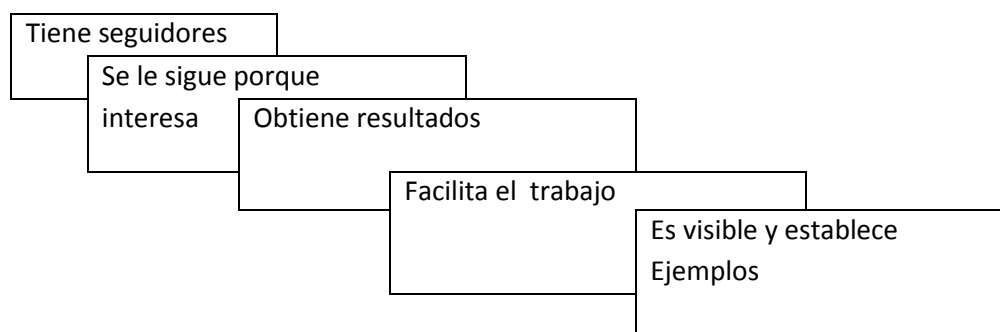 Tiene seguidores
Se le sigue porque
interesa
Obtiene resultados
Facilita el trabajo
Es visible y establece
Ejemplos